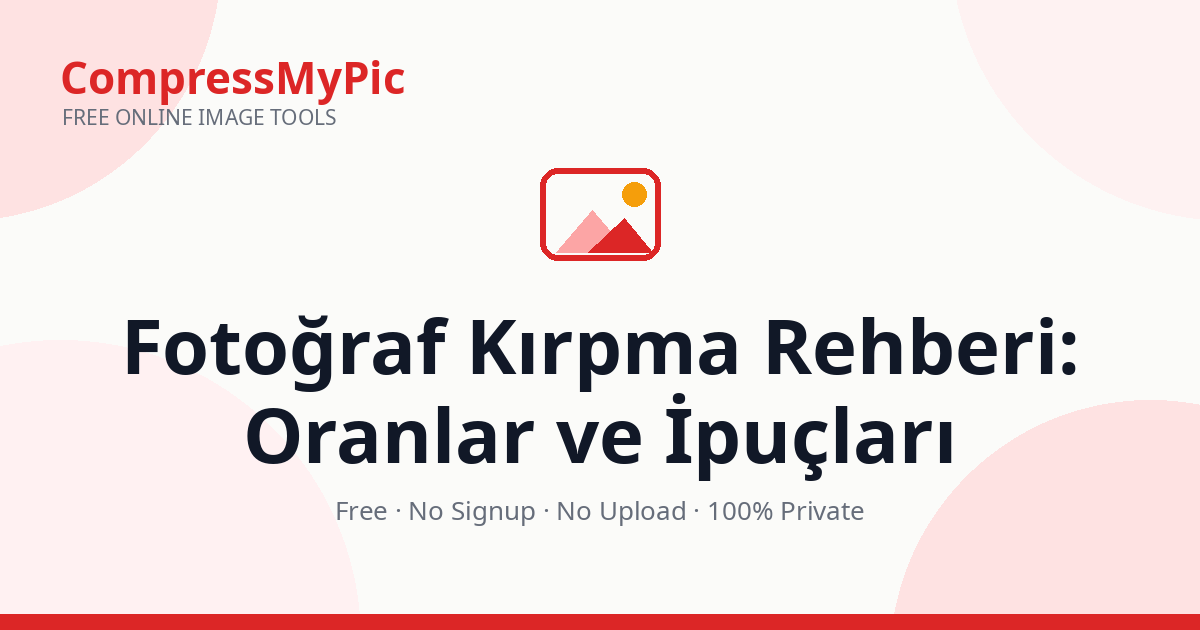 CompressMyPic
FREE ONLINE IMAGE TOOLS
Fotoğraf Kırpma Rehberi:
Oranlar ve İpuçları
Free · No Signup · No Upload · 100% Private